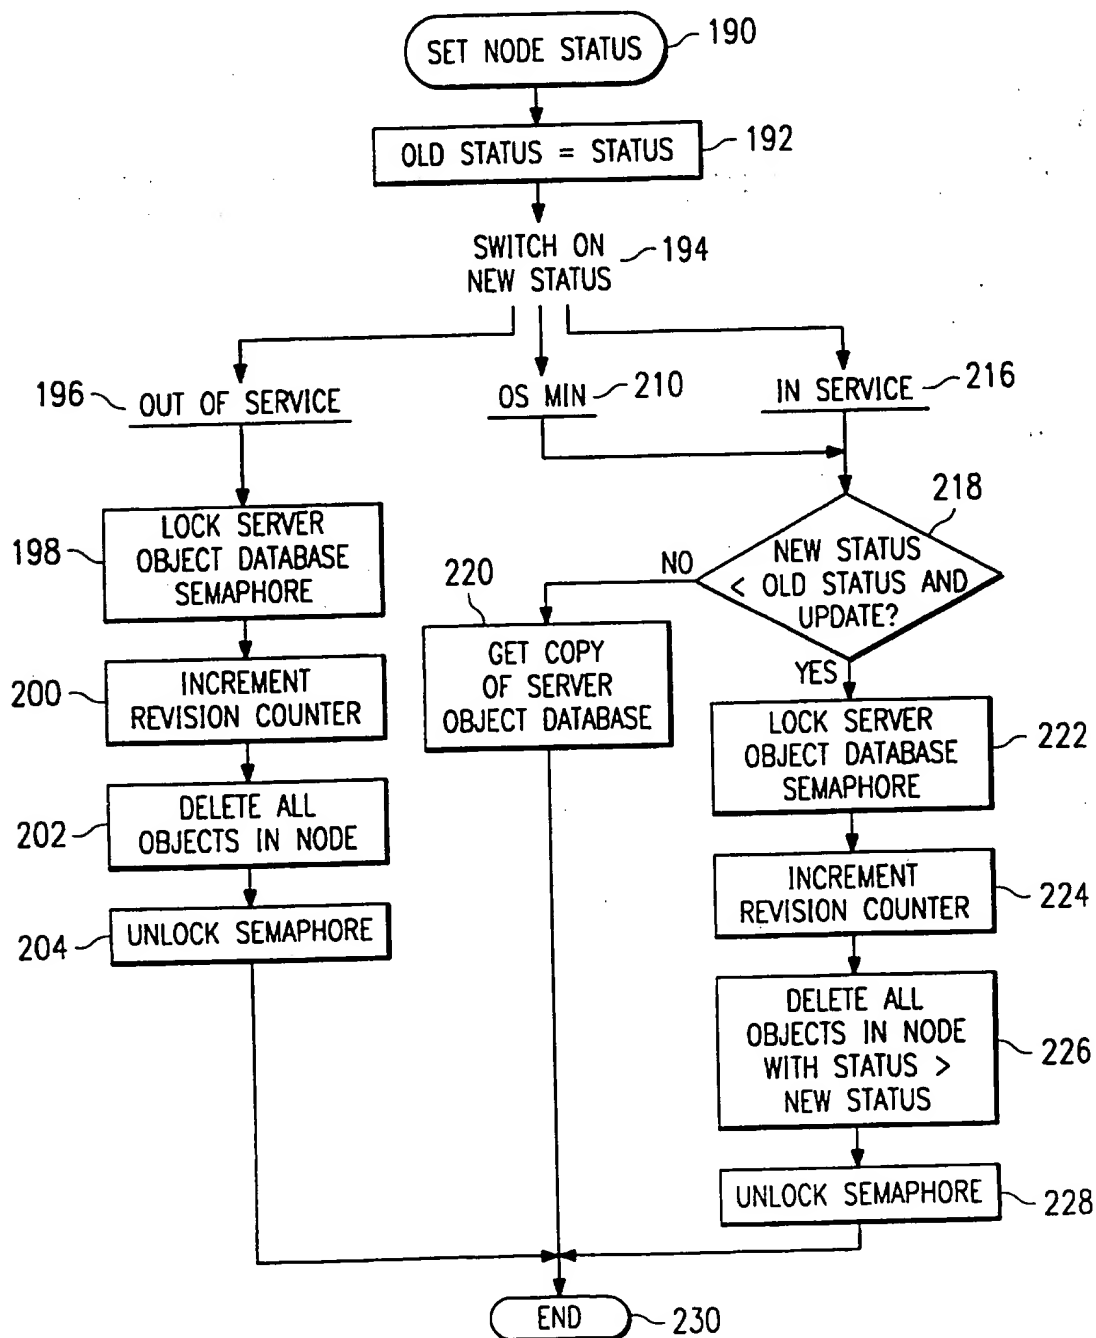 SET NODE STATUS
190
OLD STATUS = STATUS
192
SWITCH ON
NEW STATUS
194
196
OUT OF SERVICE
OS MIN
210
IN SERVICE
216
198
LOCK SERVER
OBJECT DATABASE
SEMAPHORE
200
INCREMENT
REVISION COUNTER
202
DELETE ALL
OBJECTS IN NODE
204
UNLOCK SEMAPHORE
218
NEW STATUS
< OLD STATUS AND
UPDATE?
NO
220
GET COPY
OF SERVER
OBJECT DATABASE
YES
LOCK SERVER
OBJECT DATABASE
SEMAPHORE
222
INCREMENT
REVISION COUNTER
224
DELETE ALL
OBJECTS IN NODE
WITH STATUS >
NEW STATUS
226
UNLOCK SEMAPHORE
228
END
230